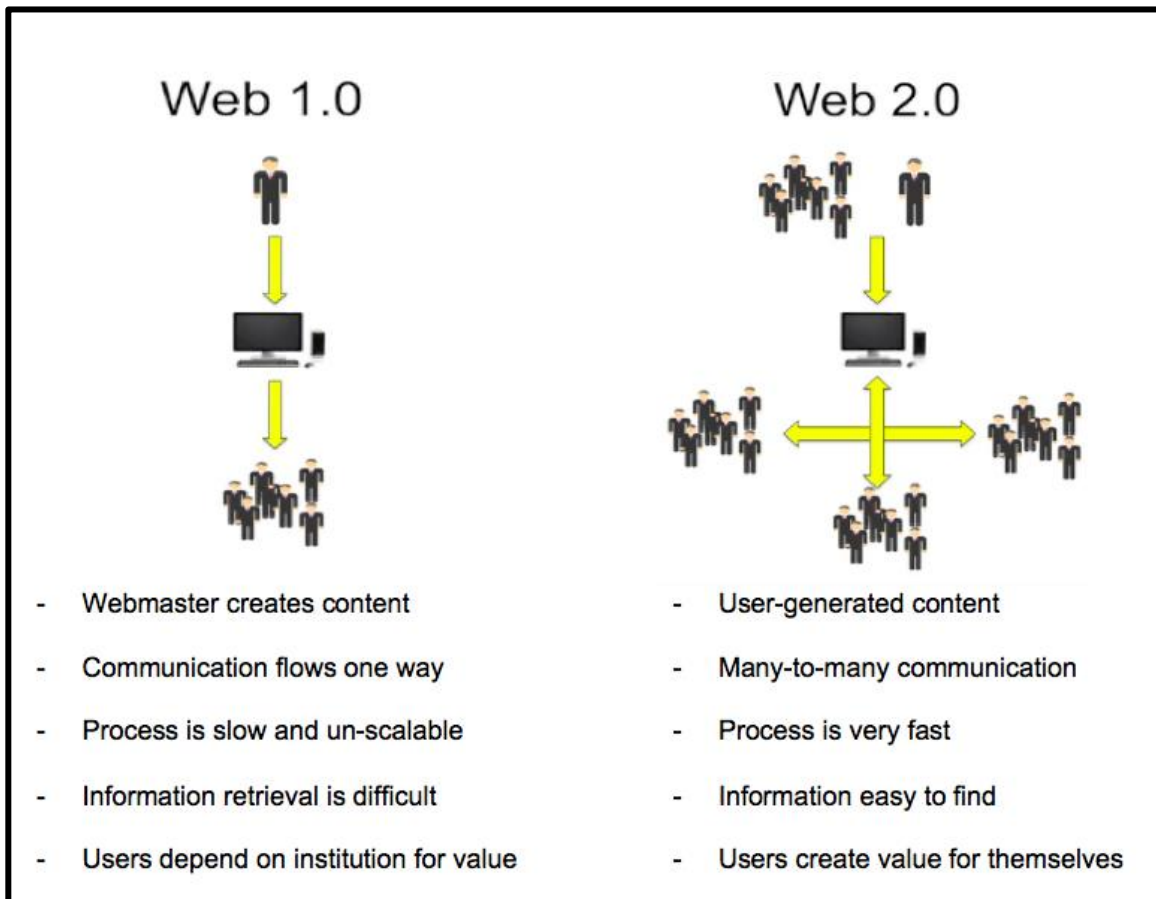 Web 1.0
Web 2.0
- Webmaster creates content
- Communication flows one way
- Process is slow and un-scalable
- Information retrieval is difficult
- Users depend on institution for value
- User-generated content
- Many-to-many communication
- Process is very fast
- Information easy to find
- Users create value for themselves